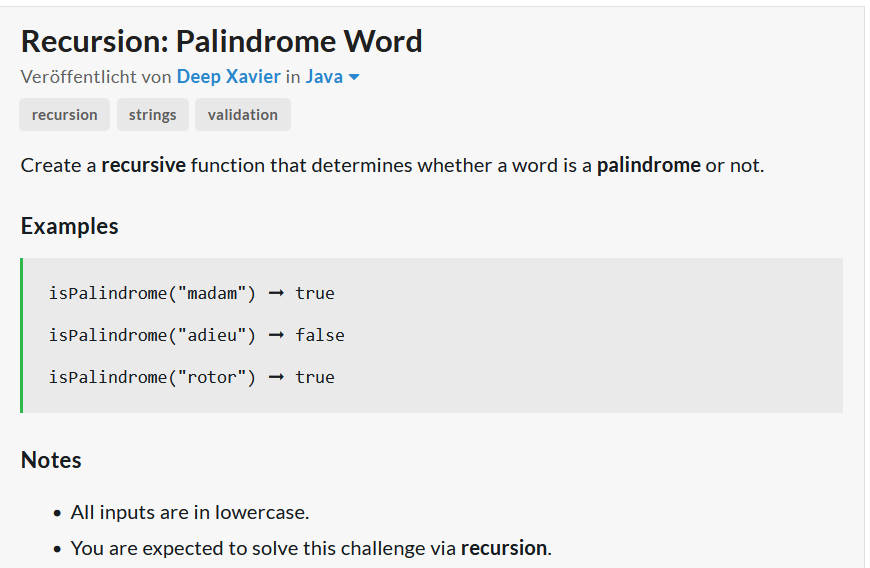 Recursion: Palindrome Word
Veröffentlicht von Deep Xavier in Java
recursion strings validation
Create a recursive function that determines whether a word is a palindrome or not.
Examples
isPalindrome("madam") ➞ true
isPalindrome("adieu") ➞ false
isPalindrome("rotor") ➞ true
Notes
• All inputs are in lowercase.
• You are expected to solve this challenge via recursion.